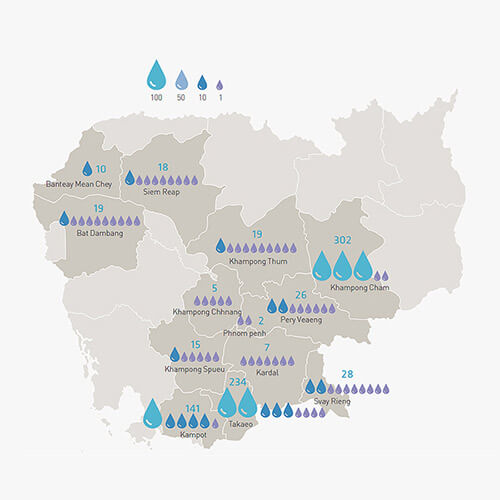 100 50 10 1
10
Banteay Mean Chey
18
Siem Reap
19
Bat Dambang
19
Khampong Thum
302
Khampong Cham
5
Khampong Chhnang
26
Pery Veaeng
2
Phnom penh
15
Khampong Spueu
7
Kardal
28
Svay Rieng
234
Takaeo
141
Kampot